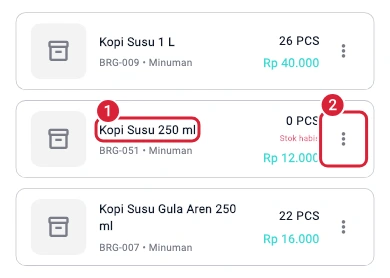 Kopi Susu 1 L
26 PCS
BRG-009 • Minuman
Rp 40.000
1
2
Kopi Susu 250 ml
0 PCS
Stok habis
BRG-051 • Minuman
Rp 12.000
Kopi Susu Gula Aren 250
ml
22 PCS
BRG-007 • Minuman
Rp 16.000